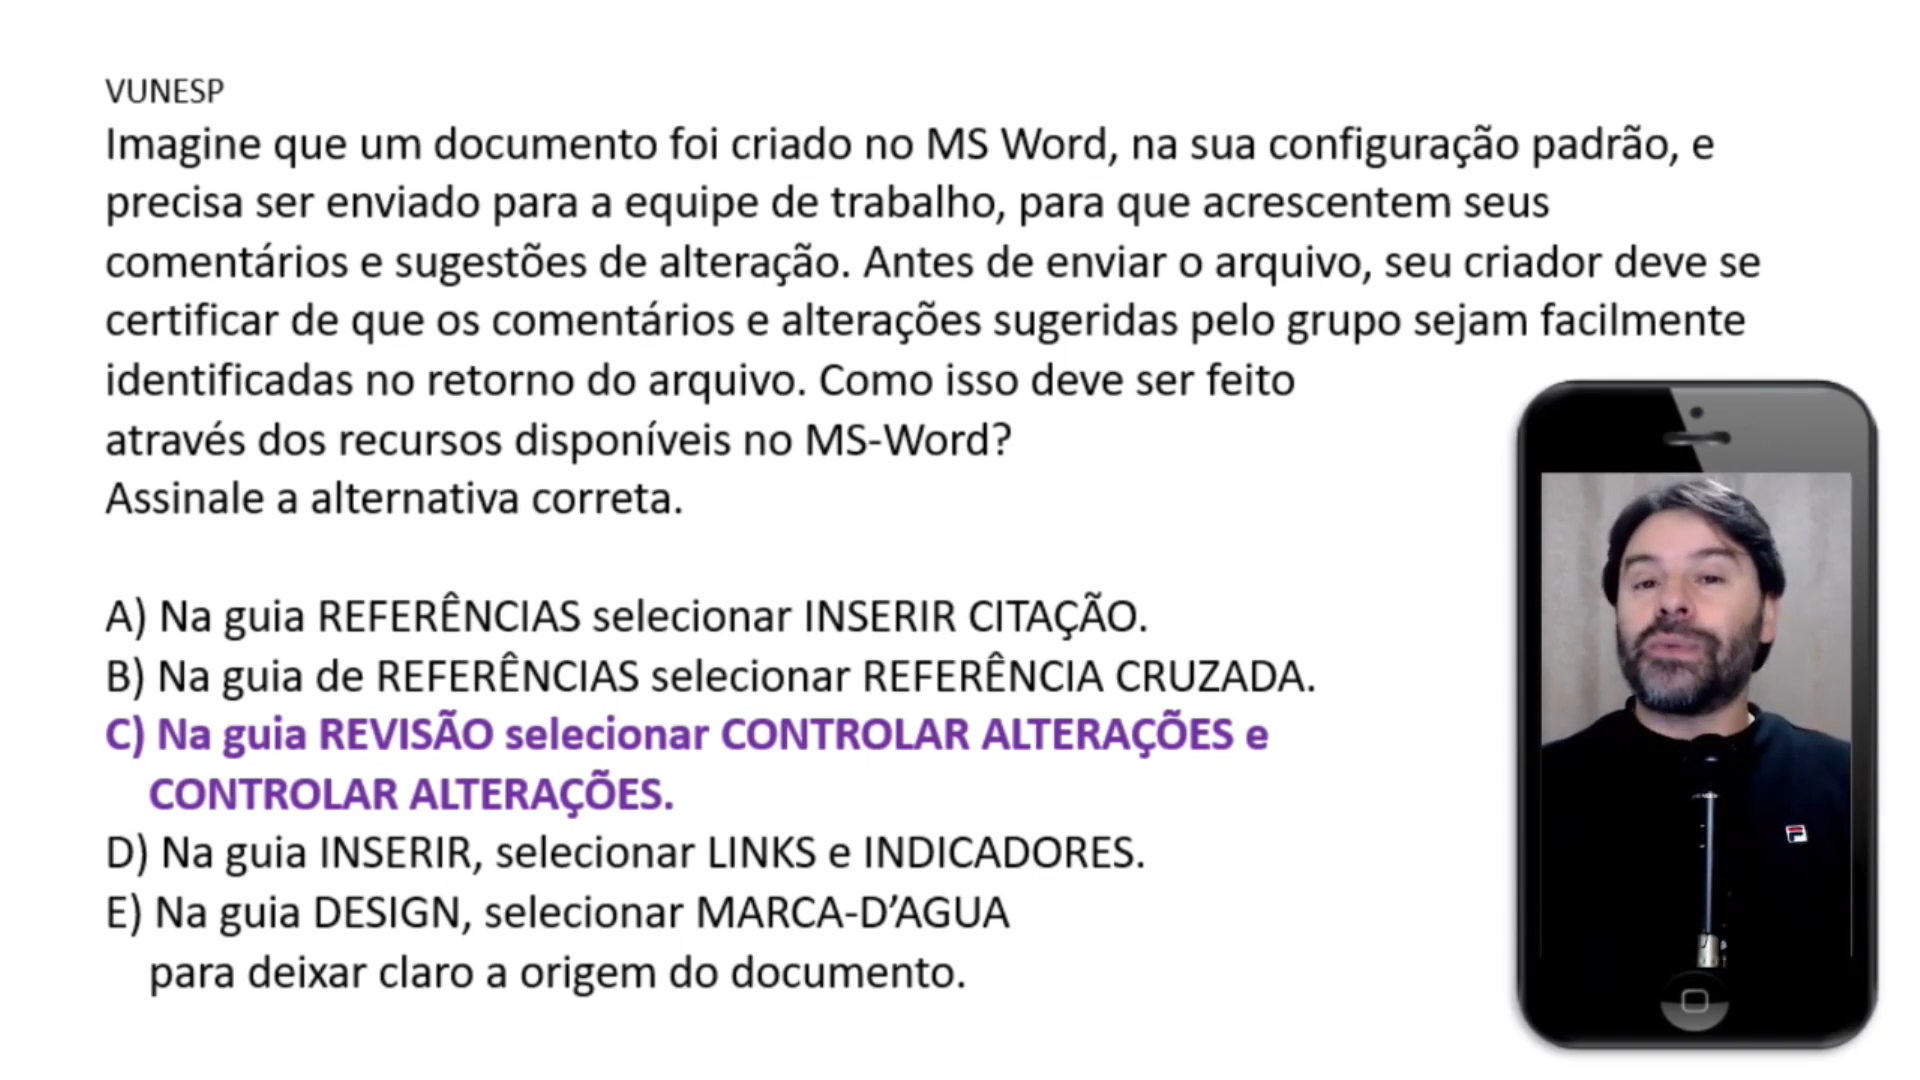 VUNESP
Imagine que um documento foi criado no MS Word, na sua configuração padrão, e
precisa ser enviado para a equipe de trabalho, para que acrescentem seus
comentários e sugestões de alteração. Antes de enviar o arquivo, seu criador deve se
certificar de que os comentários e alterações sugeridas pelo grupo sejam facilmente
identificadas no retorno do arquivo. Como isso deve ser feito
através dos recursos disponíveis no MS-Word?
Assinale a alternativa correta.
A) Na guia REFERÊNCIAS selecionar INSERIR CITAÇÃO.
B) Na guia de REFERÊNCIAS selecionar REFERÊNCIA CRUZADA.
C) Na guia REVISÃO selecionar CONTROLAR ALTERAÇÕES e
CONTROLAR ALTERAÇÕES.
D) Na guia INSERIR, selecionar LINKS e INDICADORES.
E) Na guia DESIGN, selecionar MARCA-D’AGUA
para deixar claro a origem do documento.